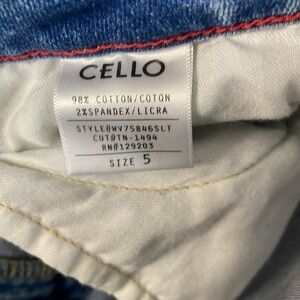 CELLO
98% COTTON/COTON
2%SPANDEX/LICRA
STYLE#WV75846SLT
CUT#TN-1494
RN#129203
SIZE 5